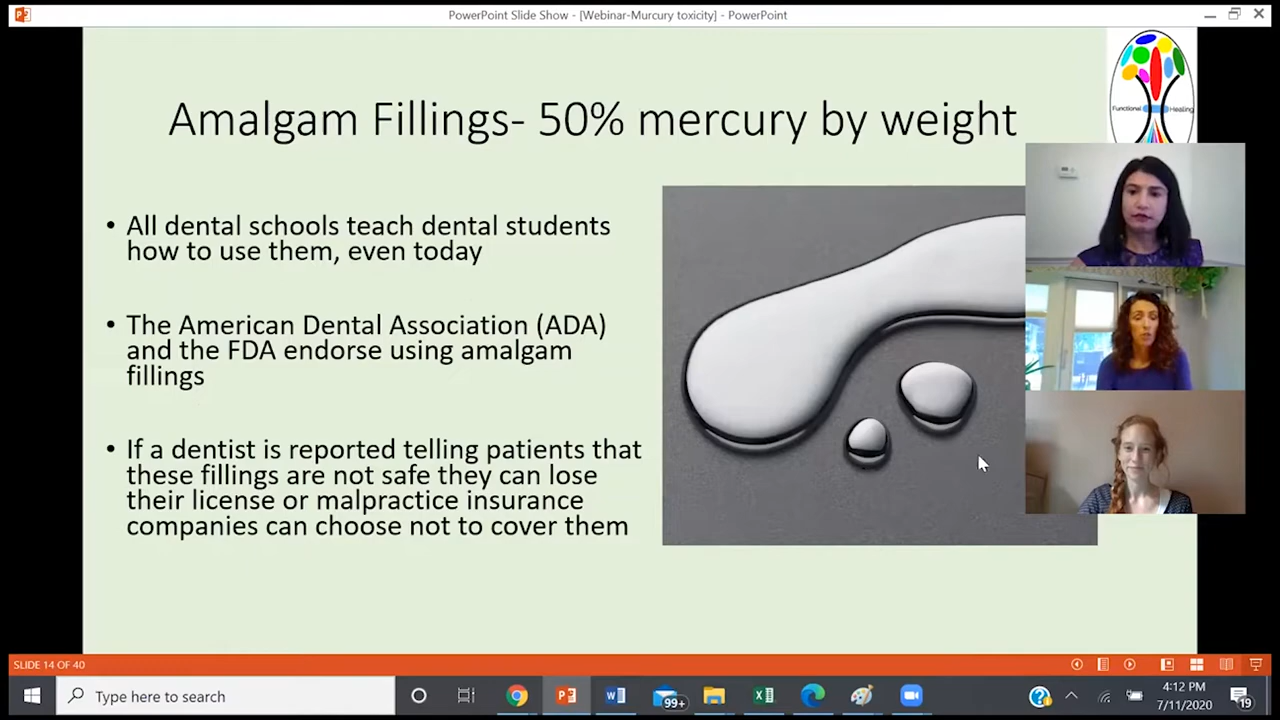 PowerPoint Slide Show - [Webinar-Murcury toxicity] - PowerPoint
Amalgam Fillings- 50% mercury by weight
Functional Healing
• All dental schools teach dental students
how to use them, even today
• The American Dental Association (ADA)
and the FDA endorse using amalgam
fillings
• If a dentist is reported telling patients that
these fillings are not safe they can lose
their license or malpractice insurance
companies can choose not to cover them
SLIDE 14 OF 40
Type here to search
99+
4:12 PM
7/11/2020
19